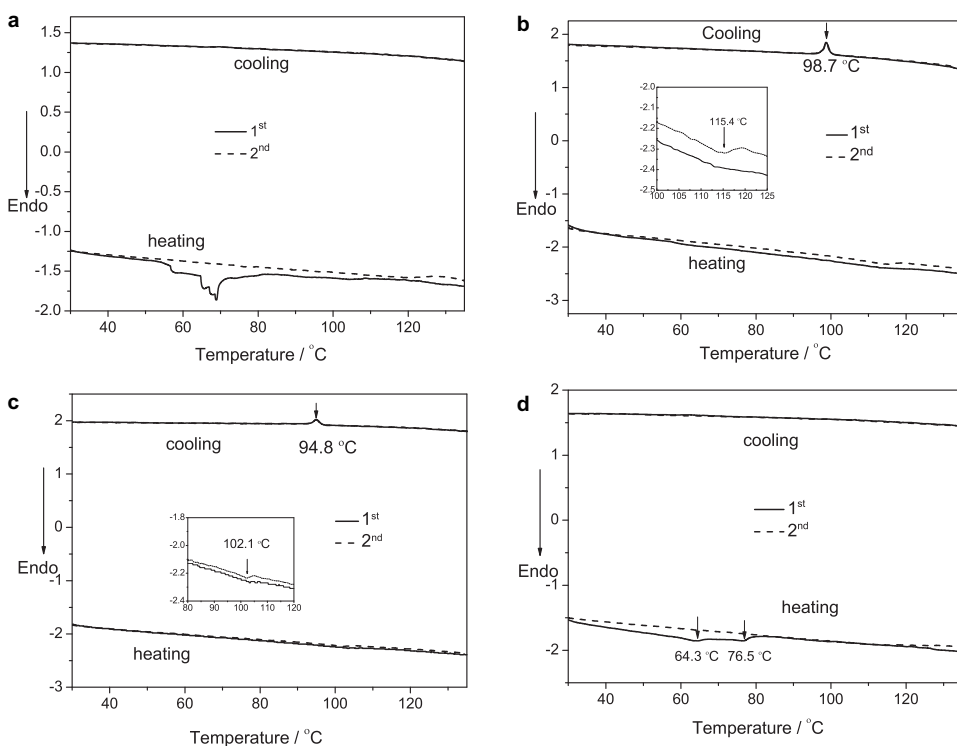 a
1.5
1.0
0.5
0.0
-0.5
-1.0
-1.5
-2.0
cooling
1st
2nd
Endo
heating
40 60 80 100 120
Temperature / °C
b
2
1
0
-1
-2
-3
Cooling
98.7 °C
-2.0
-2.1
-2.2
-2.3
-2.4
-2.5
115.4 °C
100 105 110 115 120 125
1st
2nd
Endo
heating
40 60 80 100 120
Temperature / °C
c
2
1
0
-1
-2
-3
cooling
94.8 °C
-1.8
-2.0
-2.2
-2.4
102.1 °C
80 90 100 110 120
1st
2nd
Endo
heating
40 60 80 100 120
Temperature / °C
d
2
1
0
-1
-2
cooling
1st
2nd
Endo
heating
64.3 °C 76.5 °C
40 60 80 100 120
Temperature / °C